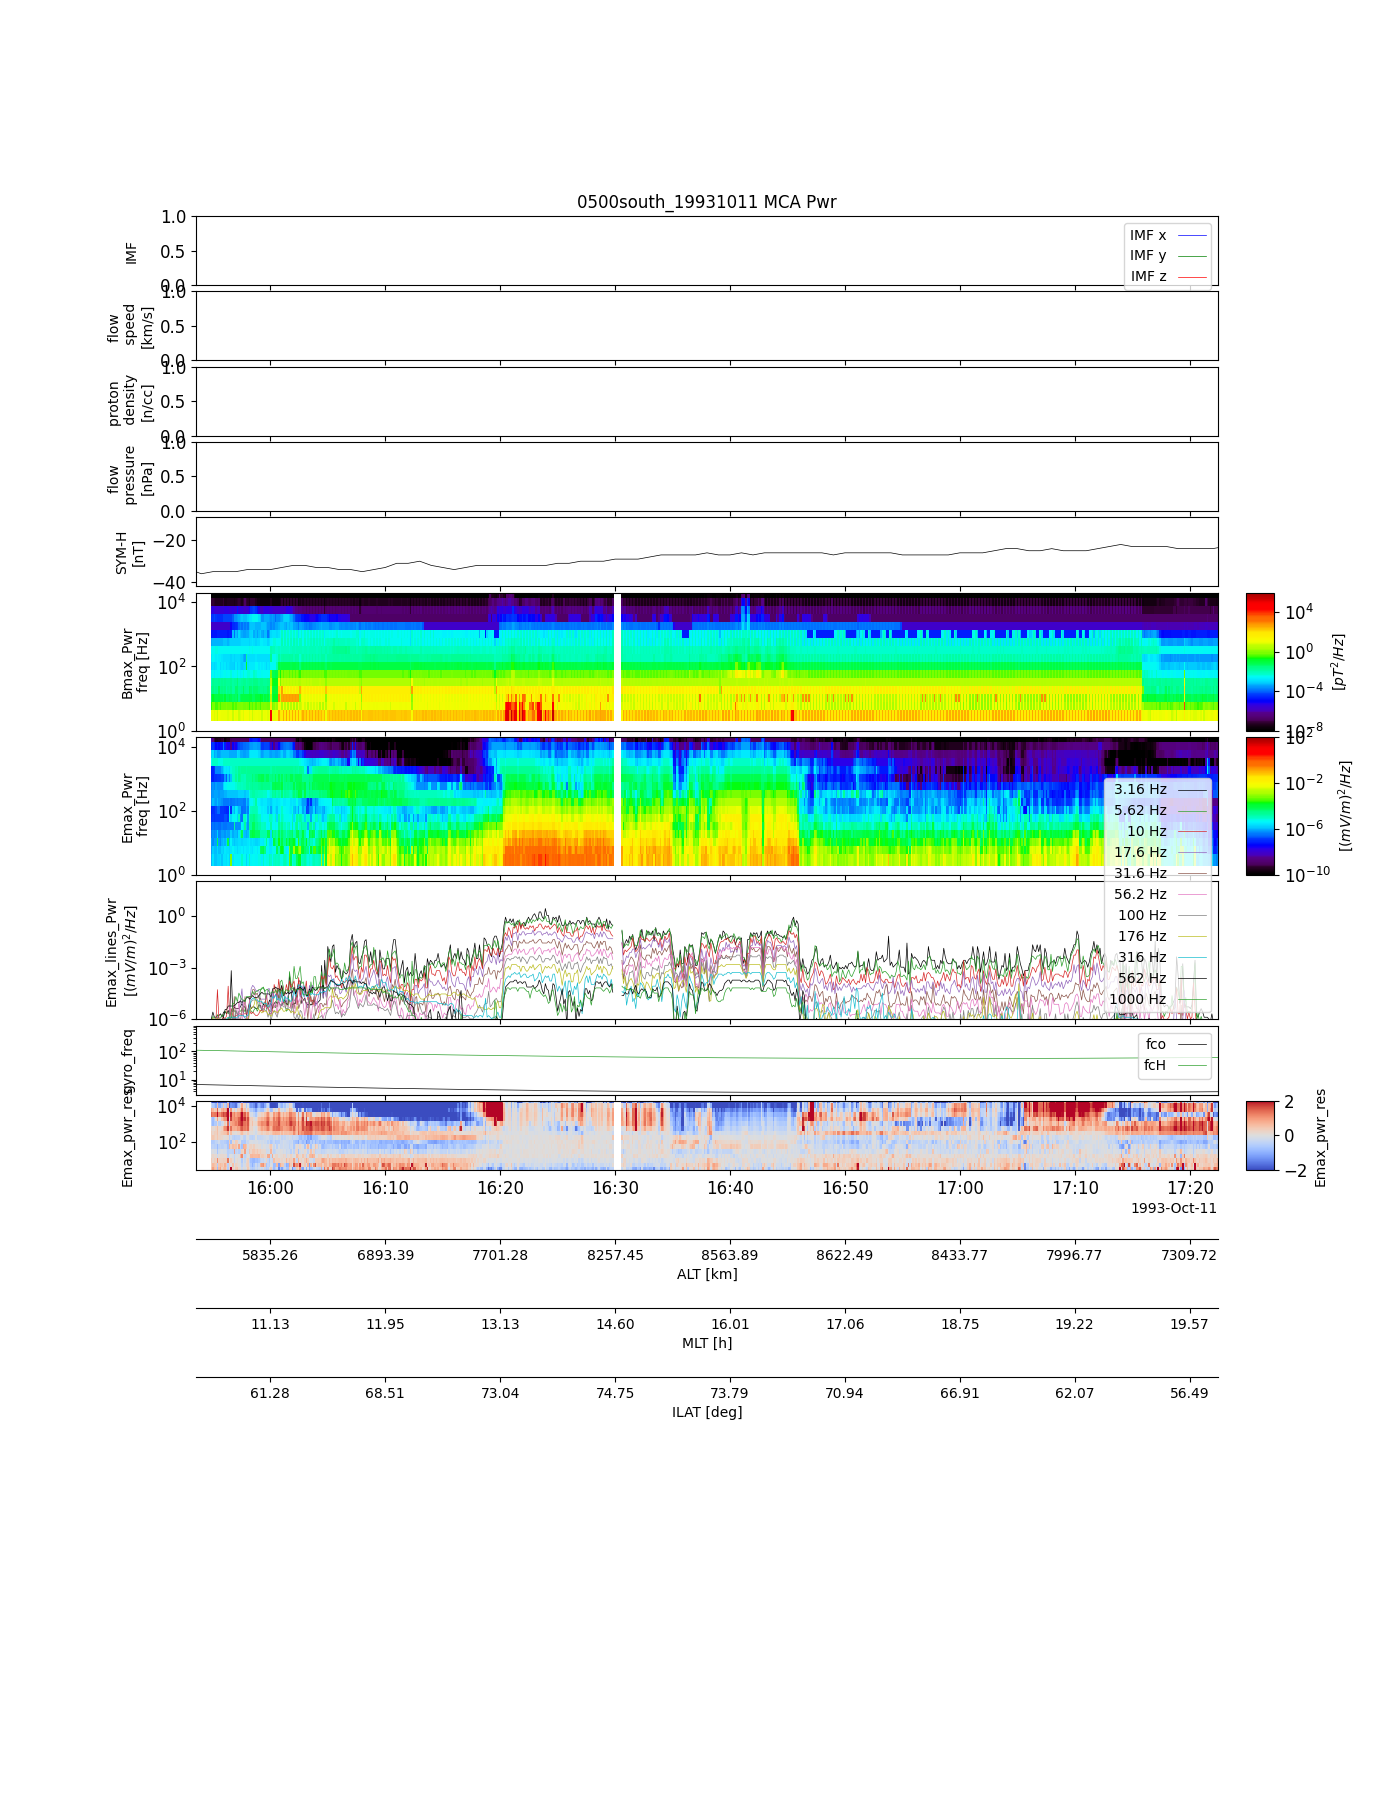 0500south_19931011 MCA Pwr
IMF
1.0
0.5
0.0
IMF x
IMF y
IMF z
flow
speed
[km/s]
1.0
0.5
0.0
proton
density
[n/cc]
1.0
0.5
0.0
flow
pressure
[nPa]
1.0
0.5
0.0
SYM-H
[nT]
−20
−40
Bmax_Pwr
freq [Hz]
10^4
10^2
10^0
10^4
10^0
10^−4
10^−8
[pT^2/Hz]
Emax_Pwr
freq [Hz]
10^4
10^2
10^0
10^2
10^−2
10^−6
10^−10
[(mV/m)^2/Hz]
3.16 Hz
5.62 Hz
10 Hz
17.6 Hz
31.6 Hz
56.2 Hz
100 Hz
176 Hz
316 Hz
562 Hz
1000 Hz
Emax_lines_Pwr
[(mV/m)^2/Hz]
10^0
10^−3
10^−6
gyro_freq
10^2
10^1
fco
fcH
Emax_pwr_res
10^4
10^2
2
0
−2
Emax_pwr_res
16:00 16:10 16:20 16:30 16:40 16:50 17:00 17:10 17:20
1993-Oct-11
5835.26 6893.39 7701.28 8257.45 8563.89 8622.49 8433.77 7996.77 7309.72
ALT [km]
11.13 11.95 13.13 14.60 16.01 17.06 18.75 19.22 19.57
MLT [h]
61.28 68.51 73.04 74.75 73.79 70.94 66.91 62.07 56.49
ILAT [deg]